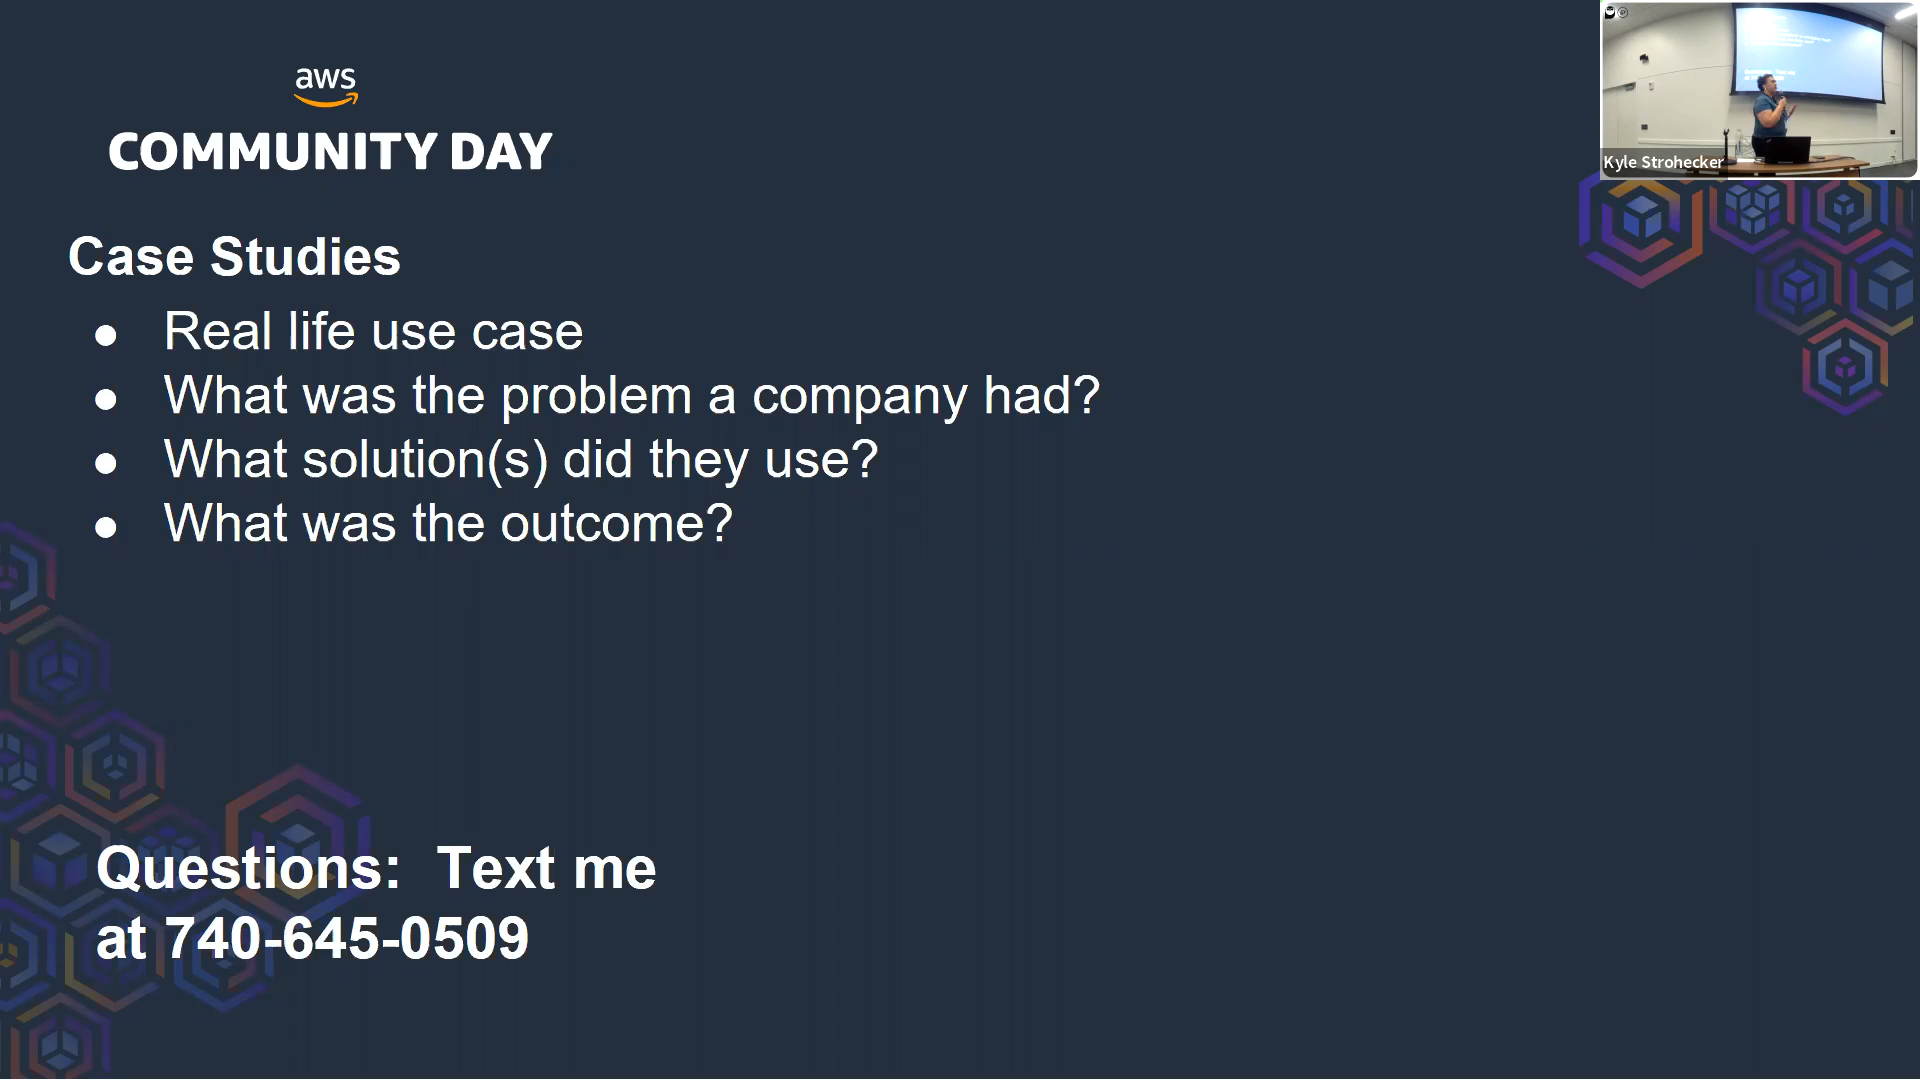 aws
COMMUNITY DAY
Kyle Strohecker
Case Studies
● Real life use case
● What was the problem a company had?
● What solution(s) did they use?
● What was the outcome?
Questions:  Text me
at 740-645-0509